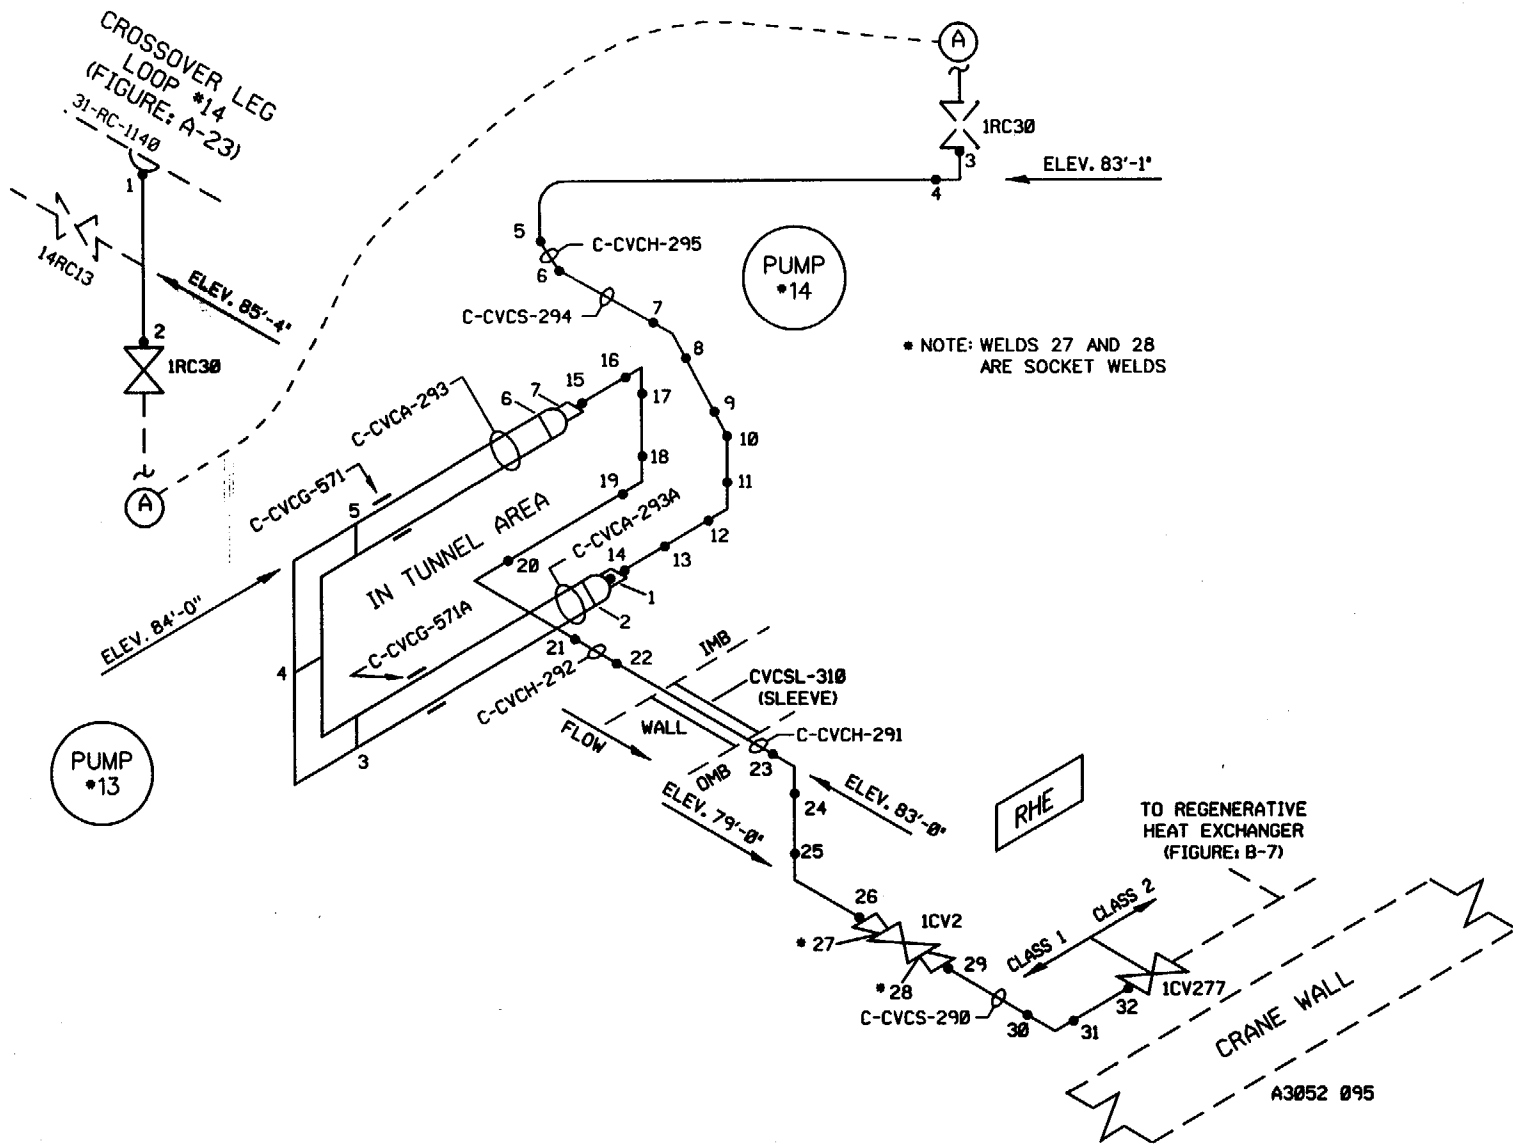 CROSSOVER LEG
LOOP *14
(FIGURE: A-23)
31-RC-1140
1
14RC13
ELEV. 85'-4"
2
1RC30
A
A
1RC30
3
4
ELEV. 83'-1"
5
C-CVCH-295
6
C-CVCS-294
7
PUMP
*14
8
* NOTE: WELDS 27 AND 28
ARE SOCKET WELDS
9
10
11
12
13
14
C-CVCA-293
6
7
15
16
17
18
19
20
C-CVCG-571
5
IN TUNNEL AREA
C-CVCA-293A
1
2
ELEV. 84'-0"
C-CVCG-571A
4
3
21
22
C-CVCH-292
IMB
CVCSL-310
(SLEEVE)
WALL
FLOW
C-CVCH-291
23
OMB
PUMP
*13
ELEV. 79'-0"
24
ELEV. 83'-0"
25
RHE
TO REGENERATIVE
HEAT EXCHANGER
(FIGURE: B-7)
26
1CV2
* 27
* 28
29
CLASS 1
CLASS 2
C-CVCS-290
30
31
32
1CV277
CRANE WALL
A3052 095